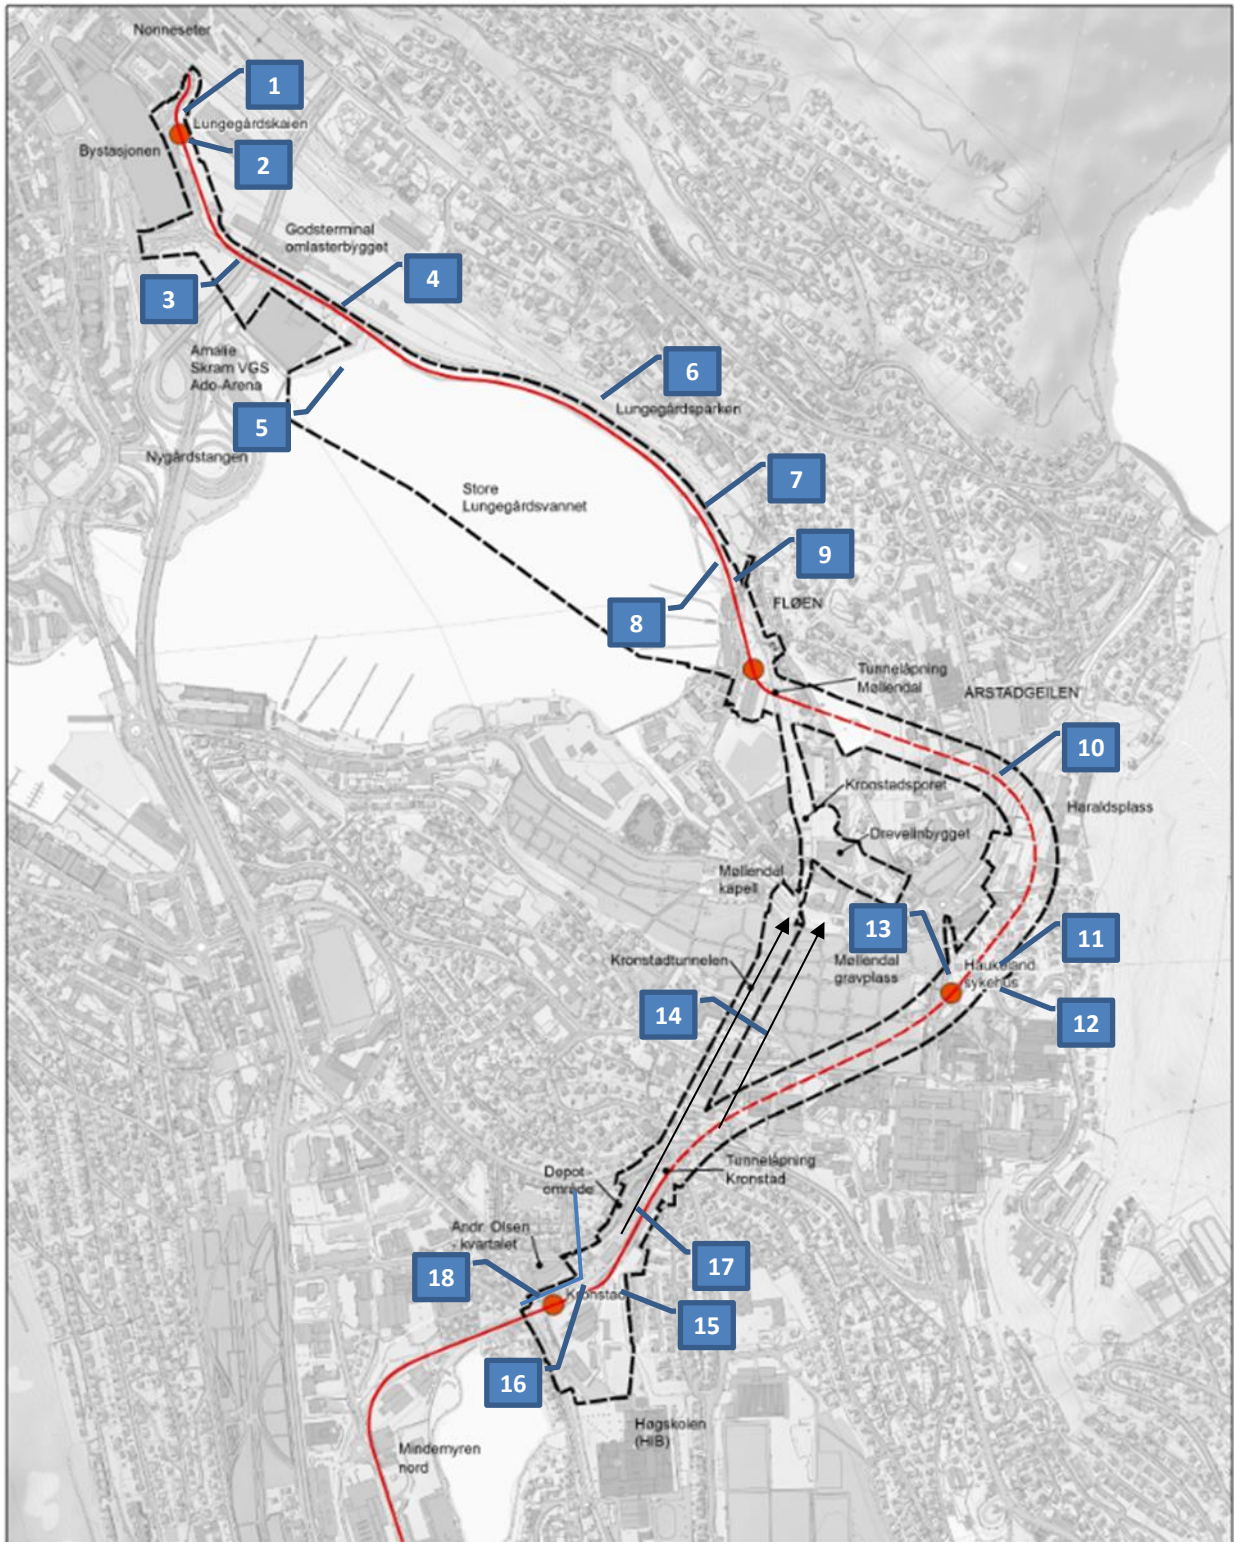 Nonneseter
1
Lungegårdskaien
Bystasjonen
2
Godsterminal
omlasterbygget
4
3
Amalie
Skram VGS
Ado-Arena
6
Lungegårdsparken
5
Nygårdstangen
7
Store
Lungegårdsvannet
9
FLØEN
8
Tunnelåpning
Møllendal
ÅRSTADGEILEN
10
Kronstadsporet
Haraldsplass
Drevelinbygget
Møllendal
kapell
13
11
Kronstadtunnelen
Møllendal
gravplass
Haukeland
sykehus
14
12
Tunnelåpning
Kronstad
Depot-
område
Andr. Olsen
- kvartalet
17
18
Kronstad
15
16
Høgskolen
(HIB)
Mindemyren
nord